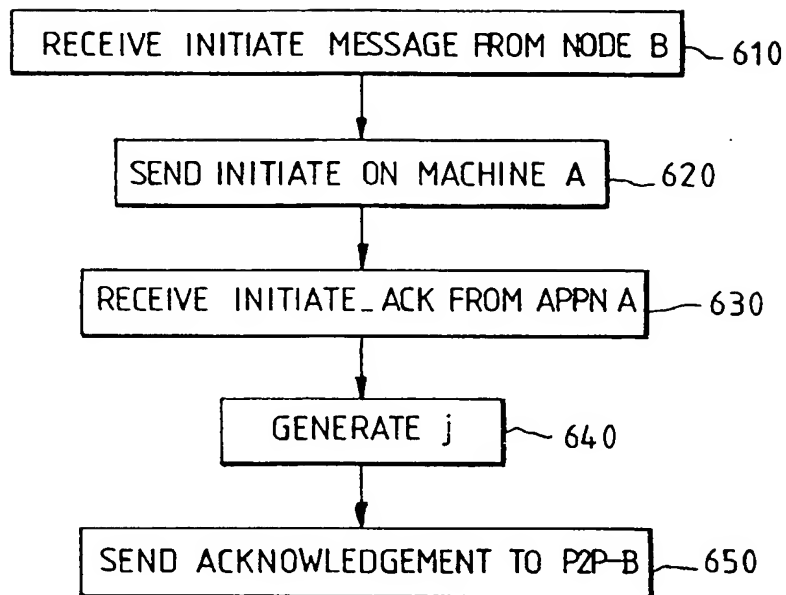 RECEIVE INITIATE MESSAGE FROM NODE B 610
SEND INITIATE ON MACHINE A 620
RECEIVE INITIATE_ACK FROM APPN A 630
GENERATE j 640
SEND ACKNOWLEDGEMENT TO P2P-B 650